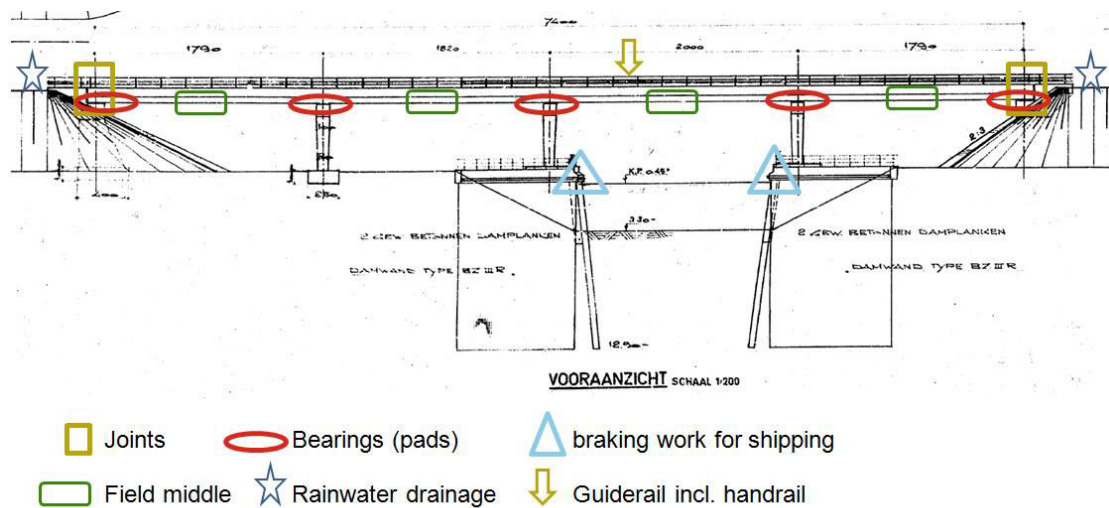 7400
1790 1820 2000 1790
2:3
K.P. 0.45+
3.30-
2 GEW. BETONNEN DAMPLANKEN 2 GEW. BETONNEN DAMPLANKEN
DAMWAND TYPE BZ III R. DAMWAND TYPE BZ III R.
VOORAANZICHT SCHAAL 1:200
Joints Bearings (pads) braking work for shipping
Field middle Rainwater drainage Guiderail incl. handrail